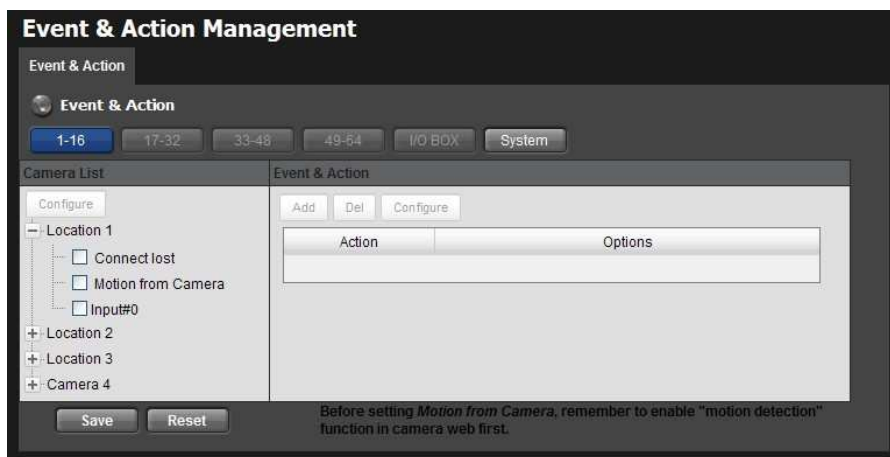 Event & Action Management
Event & Action
Event & Action
1-16 17-32 33-48 49-64 I/O BOX System
Camera List
Configure
Location 1
Connect lost
Motion from Camera
Input#0
Location 2
Location 3
Camera 4
Event & Action
Add Del Configure
Action Options
Save Reset
Before setting Motion from Camera, remember to enable "motion detection"
function in camera web first.